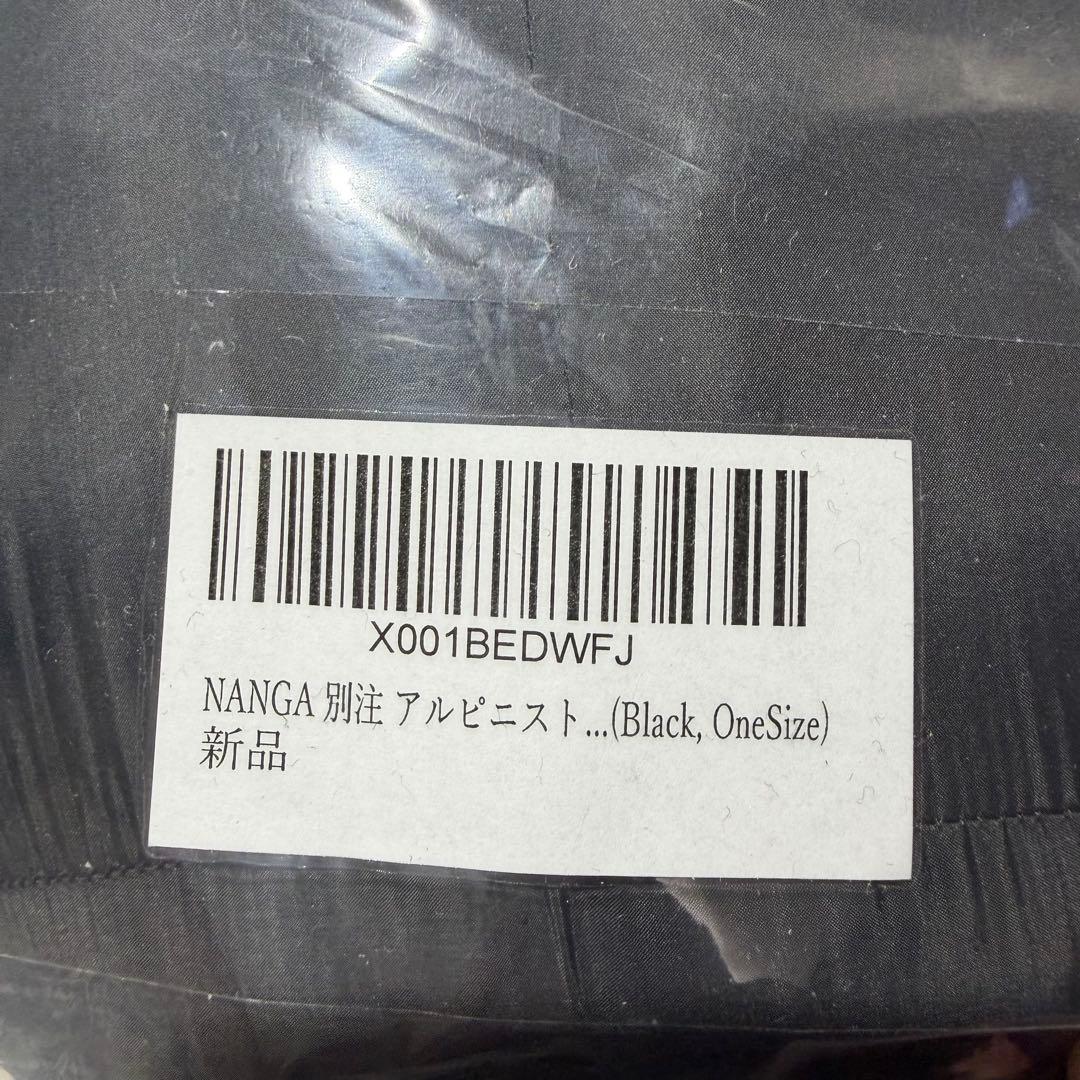 X001BEDWFJ
NANGA 別注 アルピニスト...(Black, OneSize)
新品